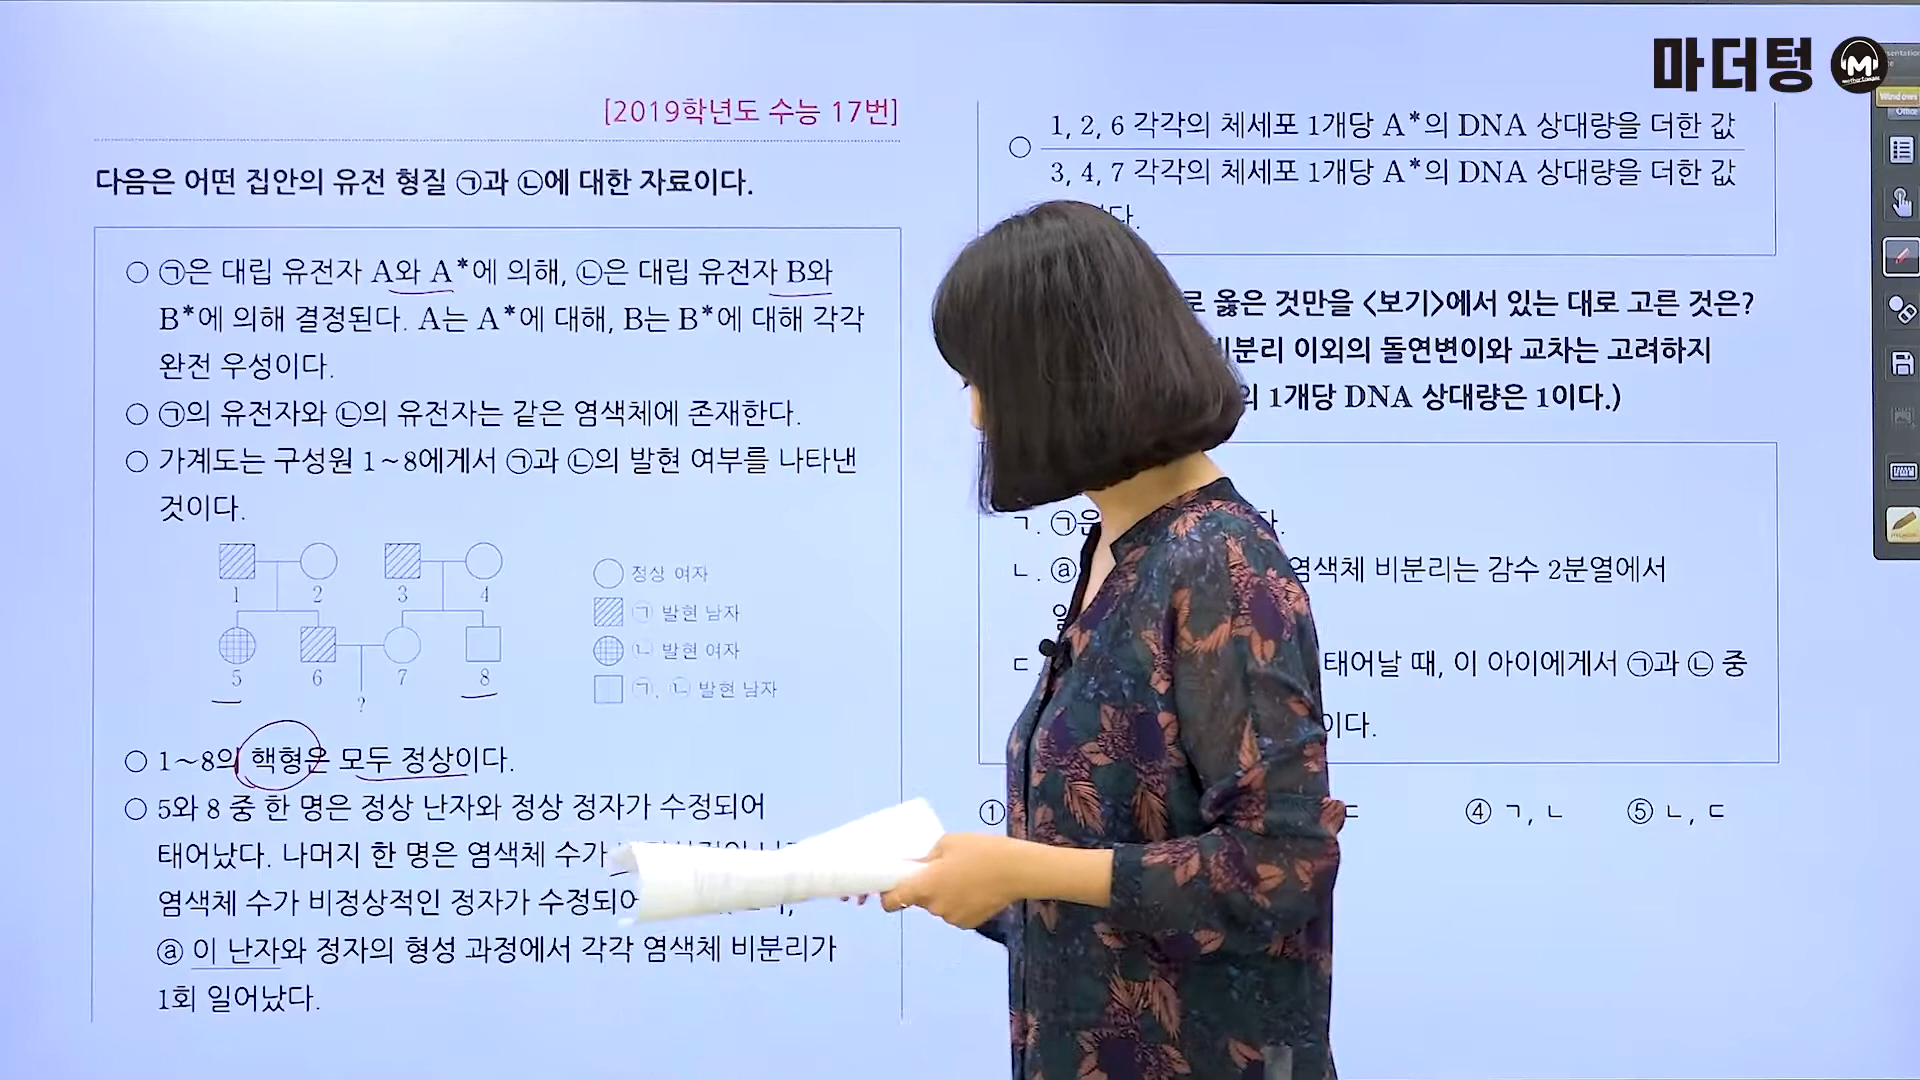 마더텅
[2019학년도 수능 17번]
다음은 어떤 집안의 유전 형질 ㉠과 ㉡에 대한 자료이다.
○ ㉠은 대립 유전자 A와 A*에 의해, ㉡은 대립 유전자 B와
B*에 의해 결정된다. A는 A*에 대해, B는 B*에 대해 각각
완전 우성이다.
○ ㉠의 유전자와 ㉡의 유전자는 같은 염색체에 존재한다.
○ 가계도는 구성원 1~8에게서 ㉠과 ㉡의 발현 여부를 나타낸
것이다.
1 2 3 4
5 6 7 8
?
정상 여자
㉠ 발현 남자
㉡ 발현 여자
㉠, ㉡ 발현 남자
○ 1~8의 핵형은 모두 정상이다.
○ 5와 8 중 한 명은 정상 난자와 정상 정자가 수정되어
태어났다. 나머지 한 명은 염색체 수가
염색체 수가 비정상적인 정자가 수정되어
ⓐ 이 난자와 정자의 형성 과정에서 각각 염색체 비분리가
1회 일어났다.
○ 1, 2, 6 각각의 체세포 1개당 A*의 DNA 상대량을 더한 값
3, 4, 7 각각의 체세포 1개당 A*의 DNA 상대량을 더한 값
다.
로 옳은 것만을 <보기>에서 있는 대로 고른 것은?
비분리 이외의 돌연변이와 교차는 고려하지
의 1개당 DNA 상대량은 1이다.)
ㄱ. ㉠은 다.
ㄴ. ⓐ 염색체 비분리는 감수 2분열에서
ㄷ. 태어날 때, 이 아이에게서 ㉠과 ㉡ 중
이다.
① ㄷ ④ ㄱ, ㄴ ⑤ ㄴ, ㄷ